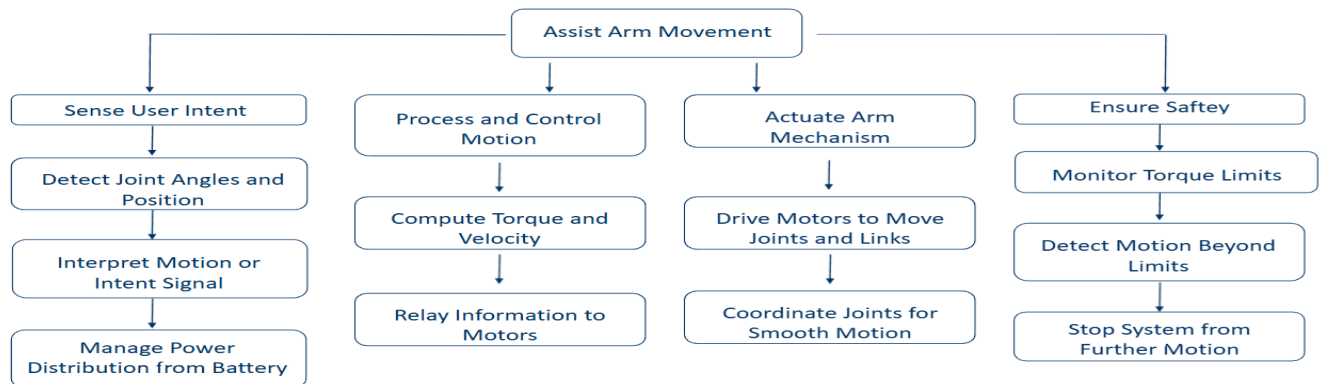 Assist Arm Movement
Sense User Intent
Detect Joint Angles and
Position
Interpret Motion or
Intent Signal
Manage Power
Distribution from Battery
Process and Control
Motion
Compute Torque and
Velocity
Relay Information to
Motors
Actuate Arm
Mechanism
Drive Motors to Move
Joints and Links
Coordinate Joints for
Smooth Motion
Ensure Saftey
Monitor Torque Limits
Detect Motion Beyond
Limits
Stop System from
Further Motion